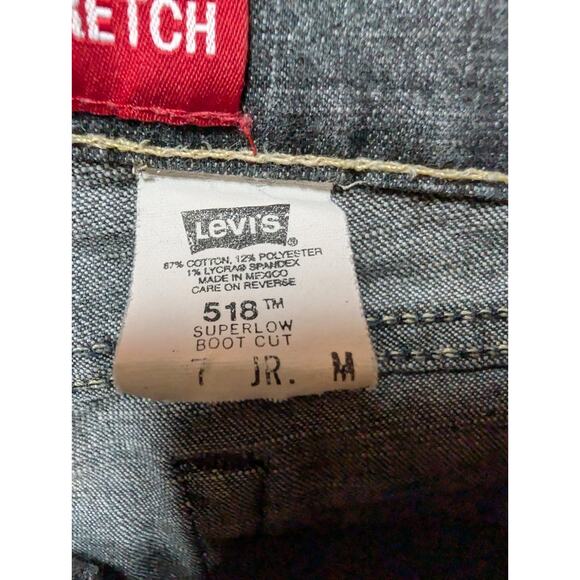 RETCH
LEVI'S ®
87% COTTON, 12% POLYESTER
1% LYCRA® SPANDEX
MADE IN MEXICO
CARE ON REVERSE
518™
SUPERLOW
BOOT CUT
7 JR. M